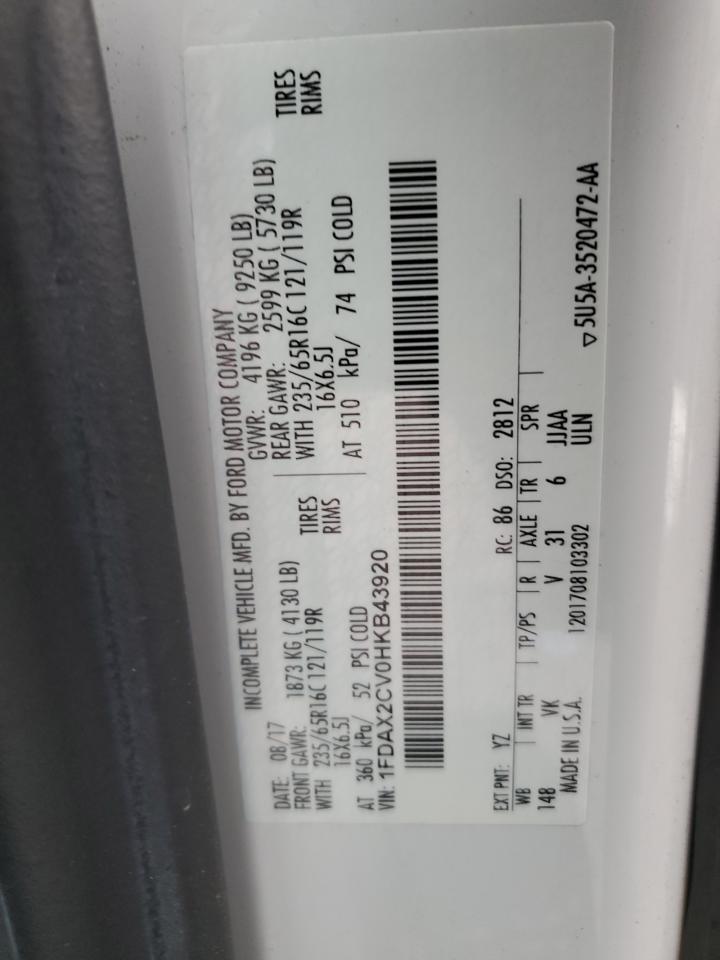 INCOMPLETE VEHICLE MFD. BY FORD MOTOR COMPANY
DATE: 08/17 GVWR: 4196 KG ( 9250 LB)
FRONT GAWR: 1873 KG ( 4130 LB) REAR GAWR: 2599 KG ( 5730 LB)
WITH 235/65R16C 121/119R TIRES WITH 235/65R16C 121/119R TIRES
16X6.5J RIMS 16X6.5J RIMS
AT 360 kPa/ 52 PSI COLD AT 510 kPa/ 74 PSI COLD
VIN: 1FDAX2CV0HKB43920
EXT PNT: YZ RC: 86 DSO: 2812
WB INT TR TP/PS R AXLE TR SPR
148 VK V 31 6 JJAA
MADE IN U.S.A. 1201708103302 ULN
▽5U5A-3520472-AA